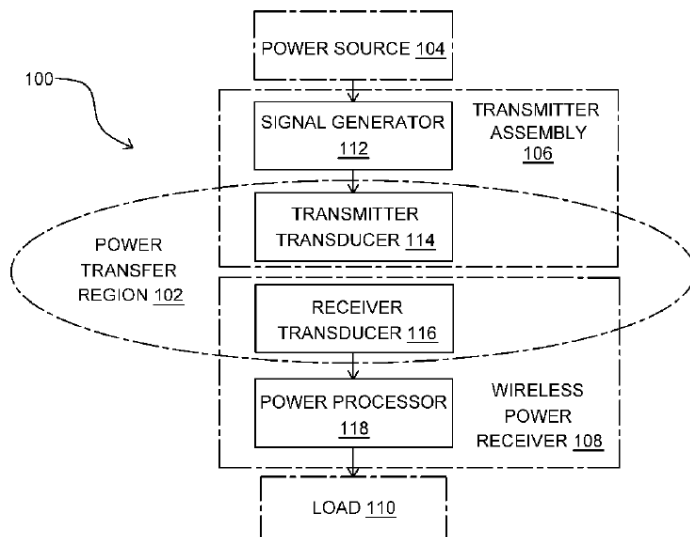 POWER SOURCE 104
100
SIGNAL GENERATOR
112
TRANSMITTER
ASSEMBLY
106
TRANSMITTER
TRANSDUCER 114
POWER
TRANSFER
REGION 102
RECEIVER
TRANSDUCER 116
POWER PROCESSOR
118
WIRELESS
POWER
RECEIVER 108
LOAD 110